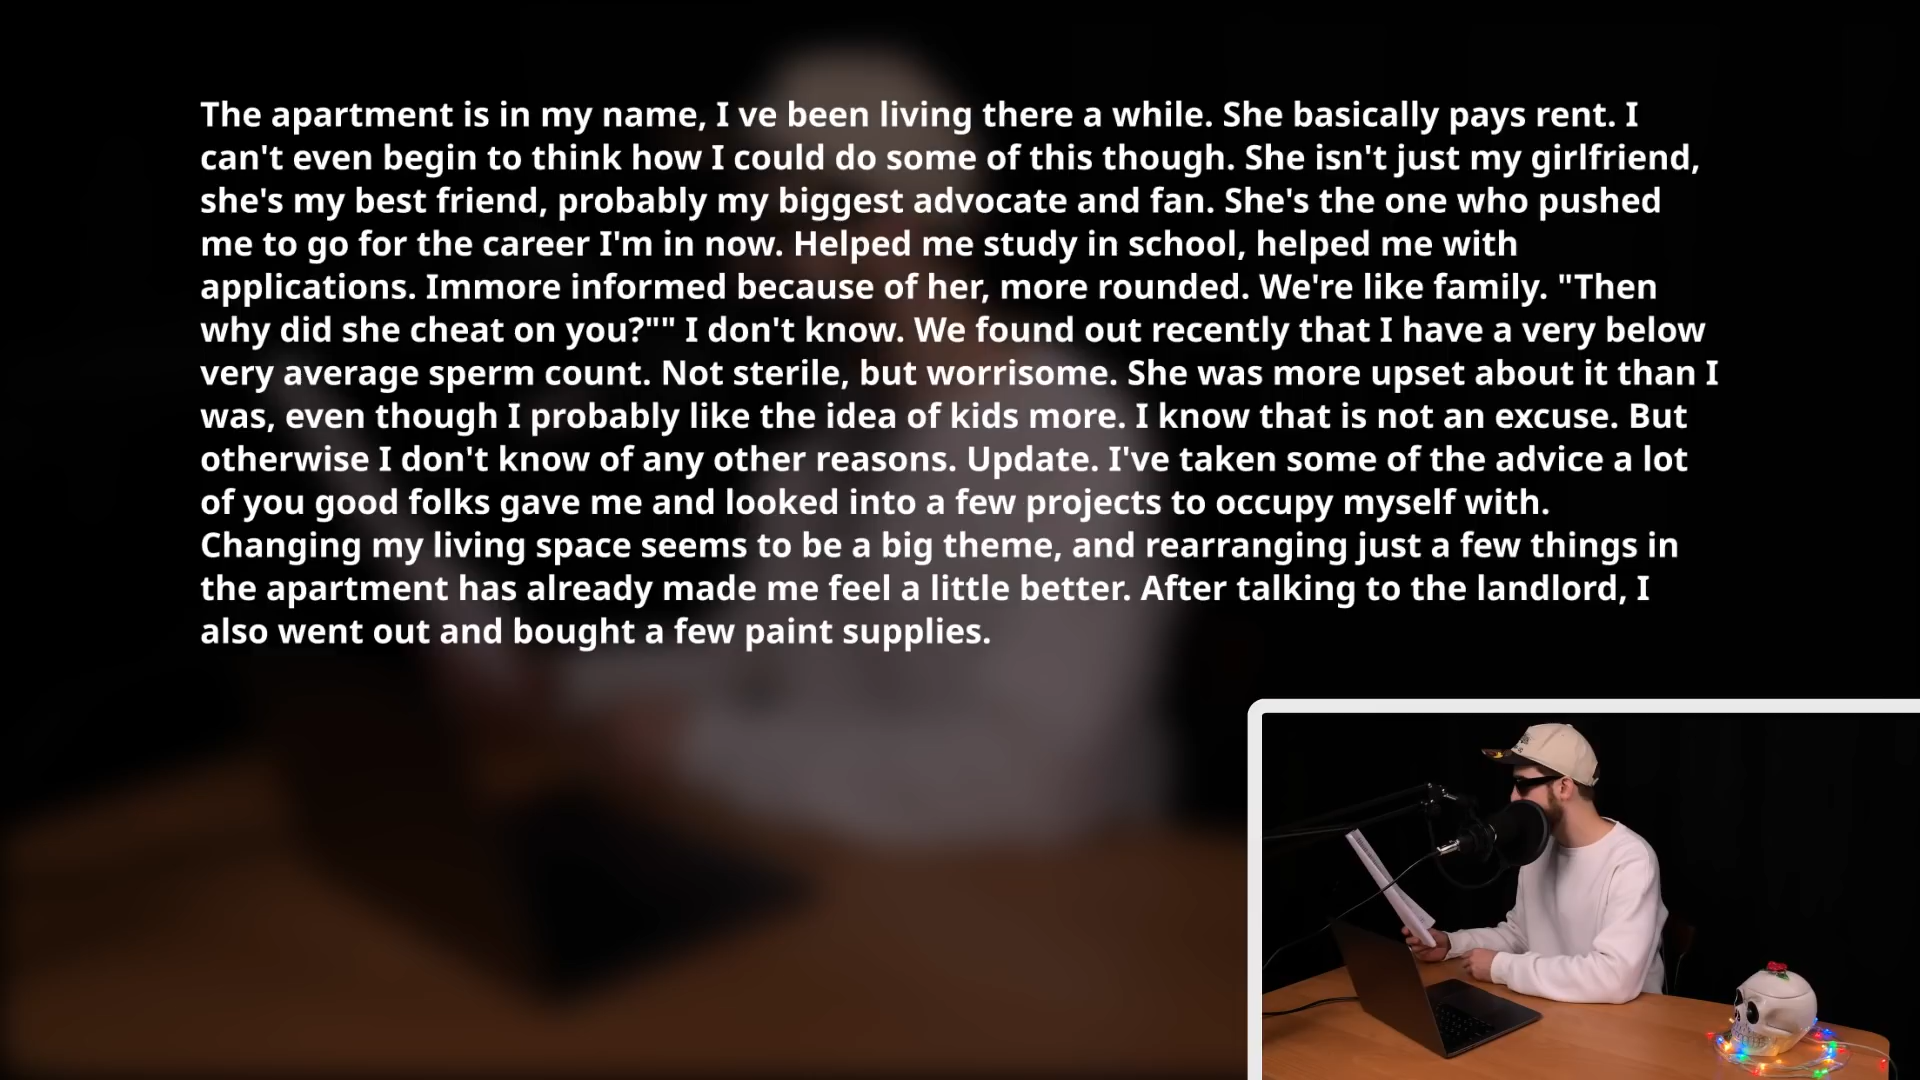 The apartment is in my name, I ve been living there a while. She basically pays rent. I
can't even begin to think how I could do some of this though. She isn't just my girlfriend,
she's my best friend, probably my biggest advocate and fan. She's the one who pushed
me to go for the career I'm in now. Helped me study in school, helped me with
applications. Immore informed because of her, more rounded. We're like family. "Then
why did she cheat on you?"" I don't know. We found out recently that I have a very below
very average sperm count. Not sterile, but worrisome. She was more upset about it than I
was, even though I probably like the idea of kids more. I know that is not an excuse. But
otherwise I don't know of any other reasons. Update. I've taken some of the advice a lot
of you good folks gave me and looked into a few projects to occupy myself with.
Changing my living space seems to be a big theme, and rearranging just a few things in
the apartment has already made me feel a little better. After talking to the landlord, I
also went out and bought a few paint supplies.